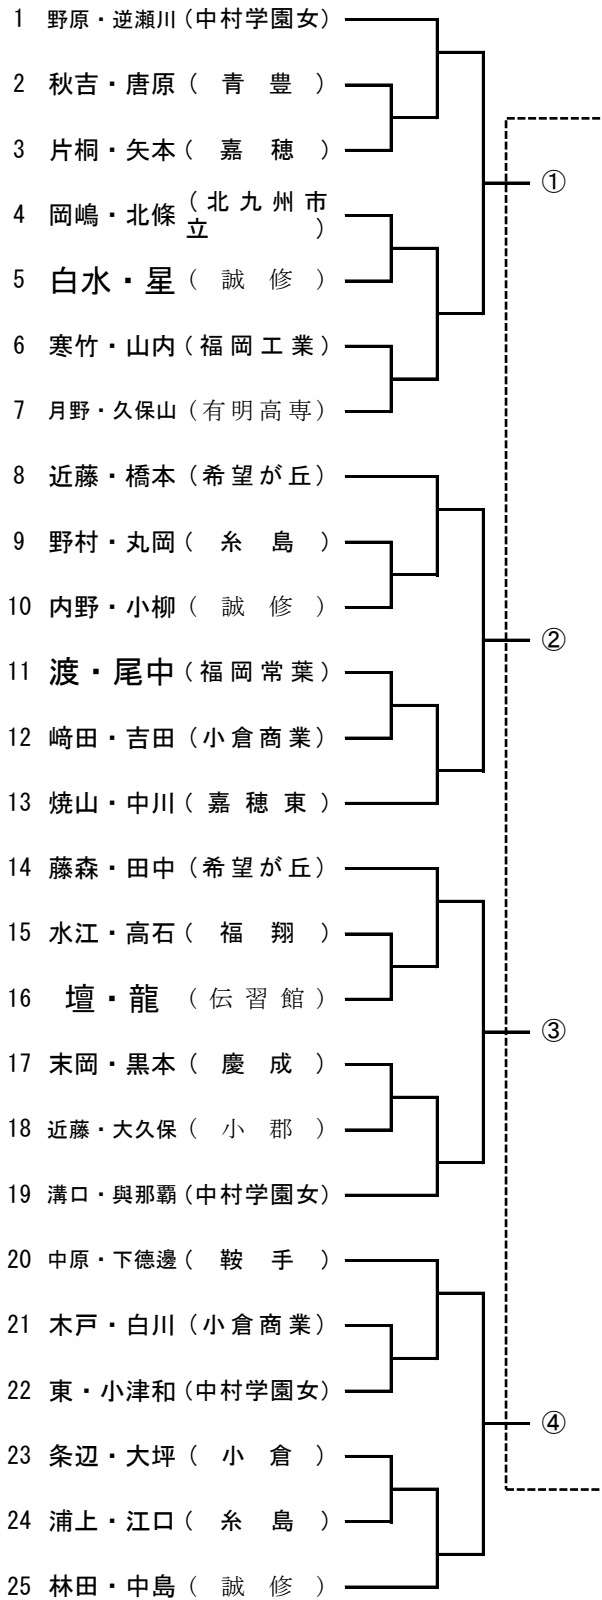 1 野原・逆瀬川(中村学園女)
2 秋吉・唐原(青豊)
3 片桐・矢本(嘉穂)
①
4 岡嶋・北條(北九州市立)
5 白水・星(誠修)
6 寒竹・山内(福岡工業)
7 月野・久保山(有明高専)
8 近藤・橋本(希望が丘)
9 野村・丸岡(糸島)
10 内野・小柳(誠修)
②
11 渡・尾中(福岡常葉)
12 﨑田・吉田(小倉商業)
13 焼山・中川(嘉穂東)
14 藤森・田中(希望が丘)
15 水江・高石(福翔)
16 壇・龍(伝習館)
③
17 末岡・黒本(慶成)
18 近藤・大久保(小郡)
19 溝口・與那覇(中村学園女)
20 中原・下德邊(鞍手)
21 木戸・白川(小倉商業)
22 東・小津和(中村学園女)
④
23 条辺・大坪(小倉)
24 浦上・江口(糸島)
25 林田・中島(誠修)